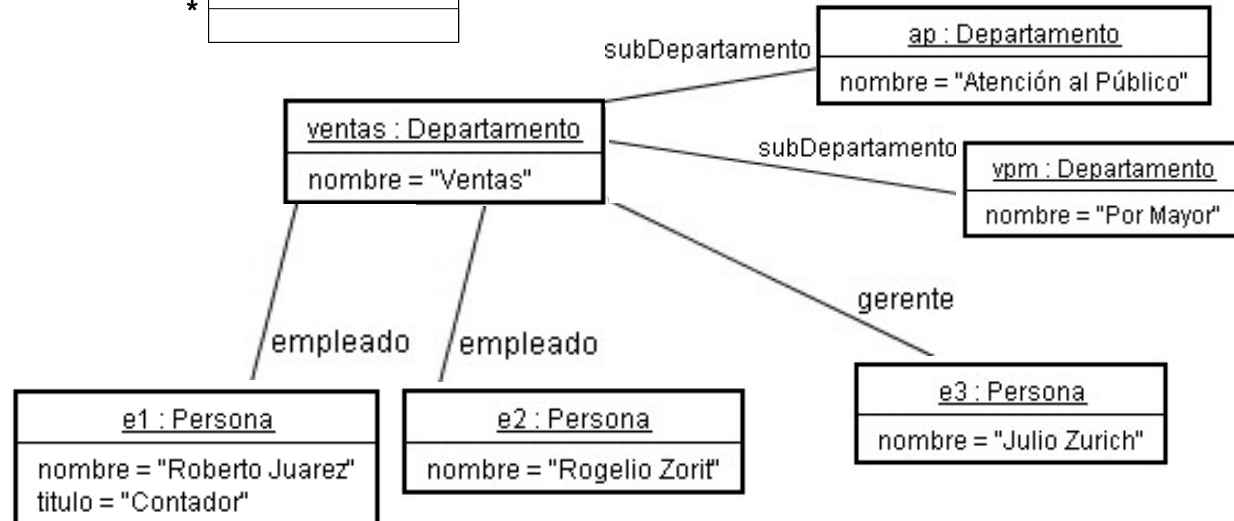 *
ap : Departamento
subDepartamento
nombre = "Atención al Público"
ventas : Departamento
subDepartamento
vpm : Departamento
nombre = "Ventas"
nombre = "Por Mayor"
gerente
empleado
empleado
e1 : Persona
nombre = "Roberto Juarez"
titulo = "Contador"
e2 : Persona
nombre = "Rogelio Zorit"
e3 : Persona
nombre = "Julio Zurich"